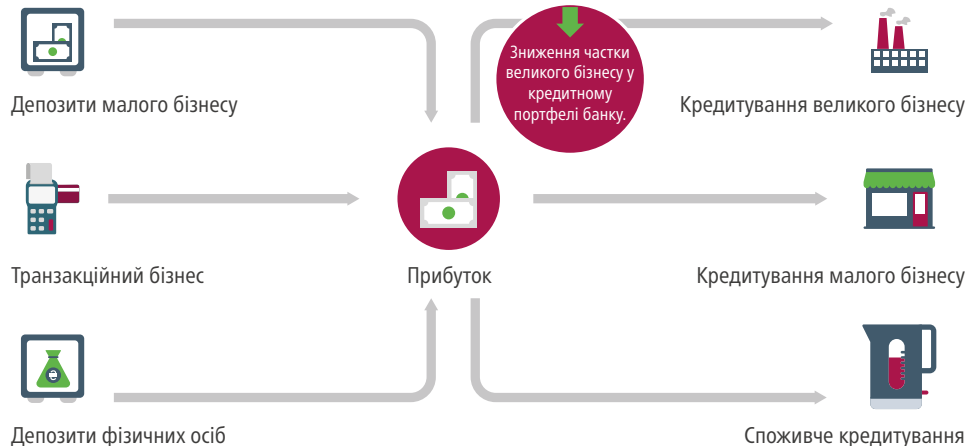 Зниження частки
великого бізнесу у
кредитному
портфелі банку.
Депозити малого бізнесу
Кредитування великого бізнесу
Транзакційний бізнес
Прибуток
Кредитування малого бізнесу
Депозити фізичних осіб
Споживче кредитування